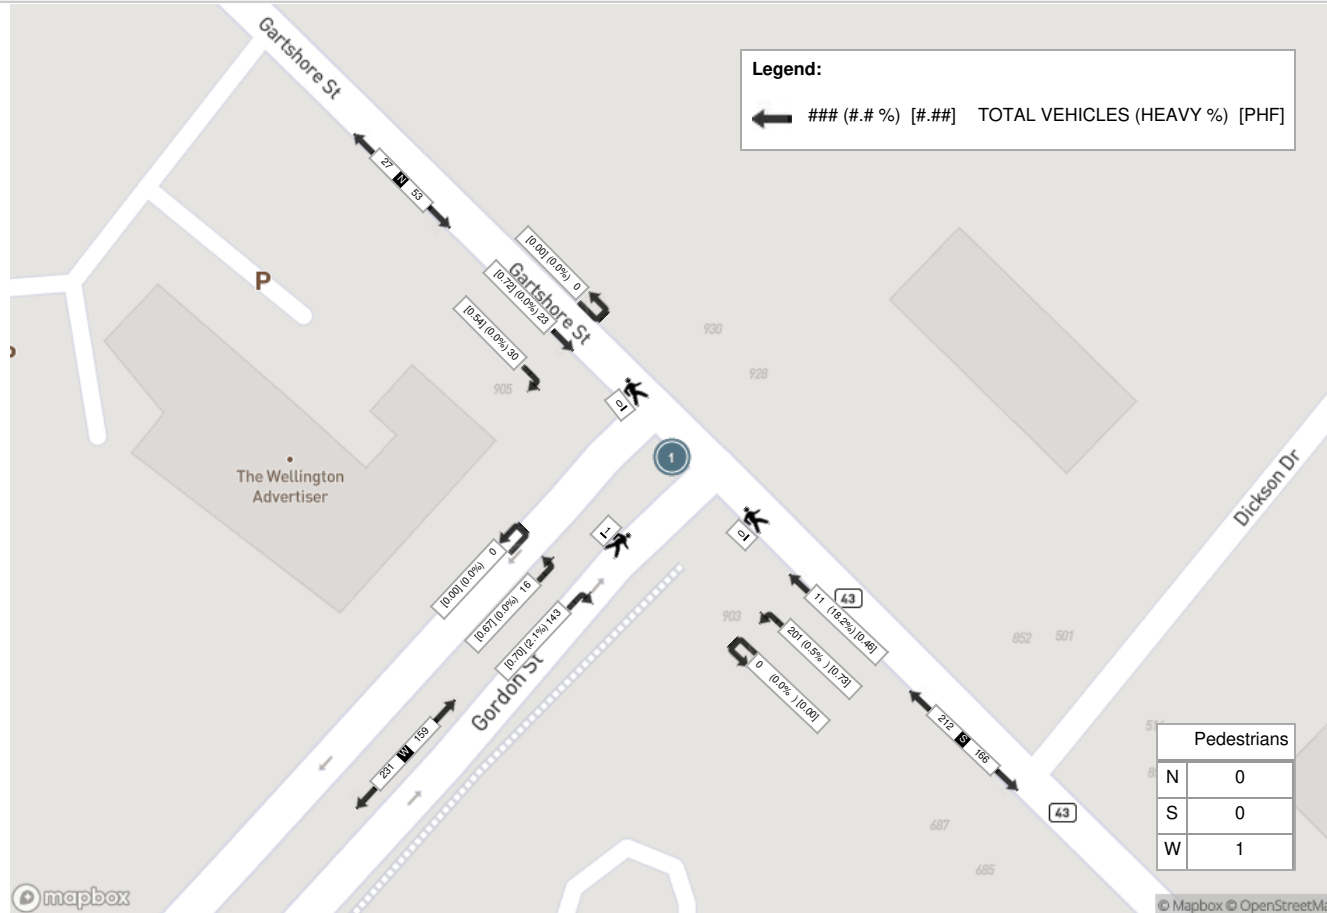 Gartshore St
Legend:
### (#.# %) [#.##] TOTAL VEHICLES (HEAVY %) [PHF]
27 N 53
[0.00] (0.0%) 0
Gartshore St
[0.72] (0.0%) 23
[0.54] (0.0%) 30
P
930
928
905
0
1
The Wellington
Advertiser
Dickson Dr
1
0
[0.00] (0.0%) 0
[0.67] (0.0%) 16
[0.70] (2.1%) 143
43
11 (18.2%) [0.46]
903
201 (0.5% ) [0.73]
0 (0.0% ) [0.00]
852
501
Gordon St
231 W 159
212 S 166
Pedestrians
N 0
S 0
W 1
43
687
685
mapbox
© Mapbox © OpenStreetMa